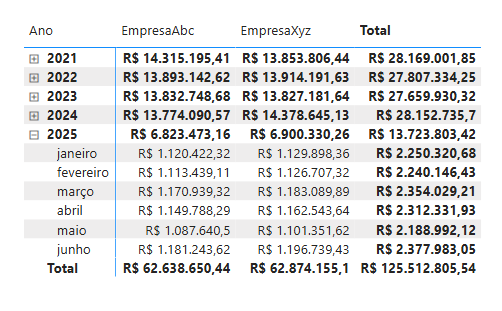 Ano EmpresaAbc EmpresaXyz Total
2021 R$ 14.315.195,41 R$ 13.853.806,44 R$ 28.169.001,85
2022 R$ 13.893.142,62 R$ 13.914.191,63 R$ 27.807.334,25
2023 R$ 13.832.748,68 R$ 13.827.181,64 R$ 27.659.930,32
2024 R$ 13.774.090,57 R$ 14.378.645,13 R$ 28.152.735,7
2025 R$ 6.823.473,16 R$ 6.900.330,26 R$ 13.723.803,42
janeiro R$ 1.120.422,32 R$ 1.129.898,36 R$ 2.250.320,68
fevereiro R$ 1.113.439,11 R$ 1.126.707,32 R$ 2.240.146,43
março R$ 1.170.939,32 R$ 1.183.089,89 R$ 2.354.029,21
abril R$ 1.149.788,29 R$ 1.162.543,64 R$ 2.312.331,93
maio R$ 1.087.640,5 R$ 1.101.351,62 R$ 2.188.992,12
junho R$ 1.181.243,62 R$ 1.196.739,43 R$ 2.377.983,05
Total R$ 62.638.650,44 R$ 62.874.155,1 R$ 125.512.805,54